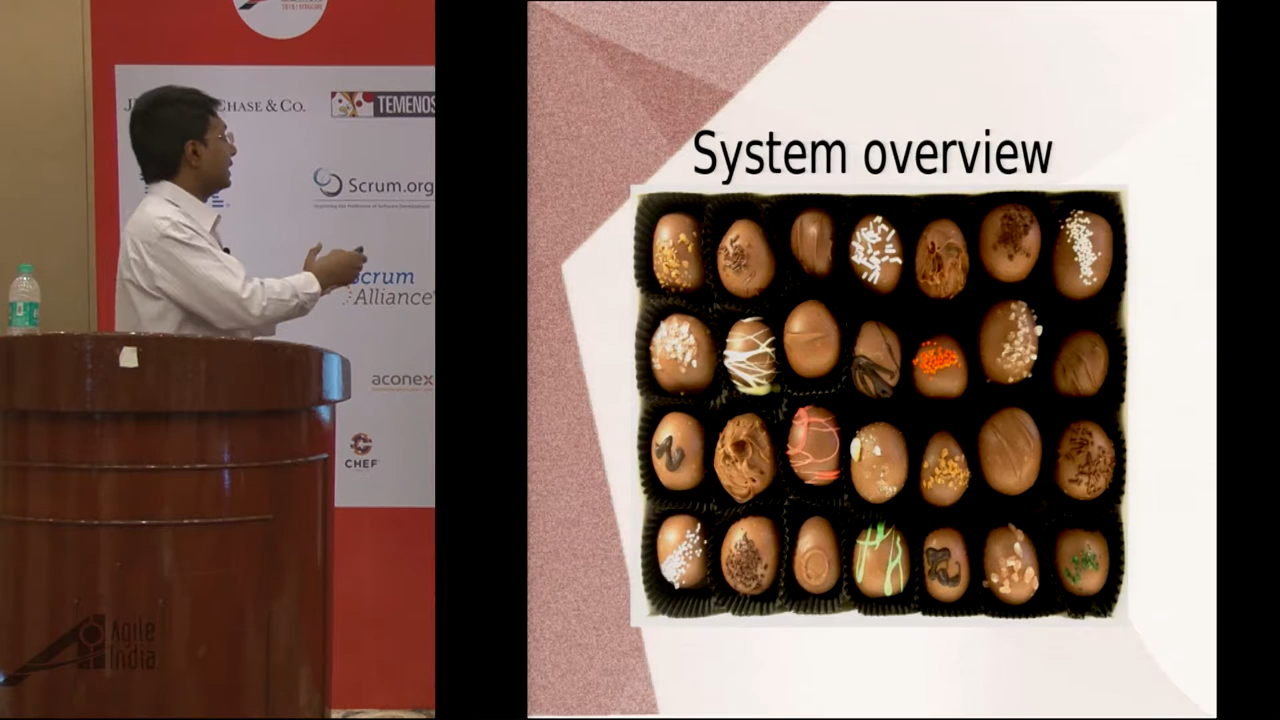 CHASE & CO.
TEMENOS
Scrum.org
Scrum
Alliance
aconex
CHEF
Agile
India
System overview